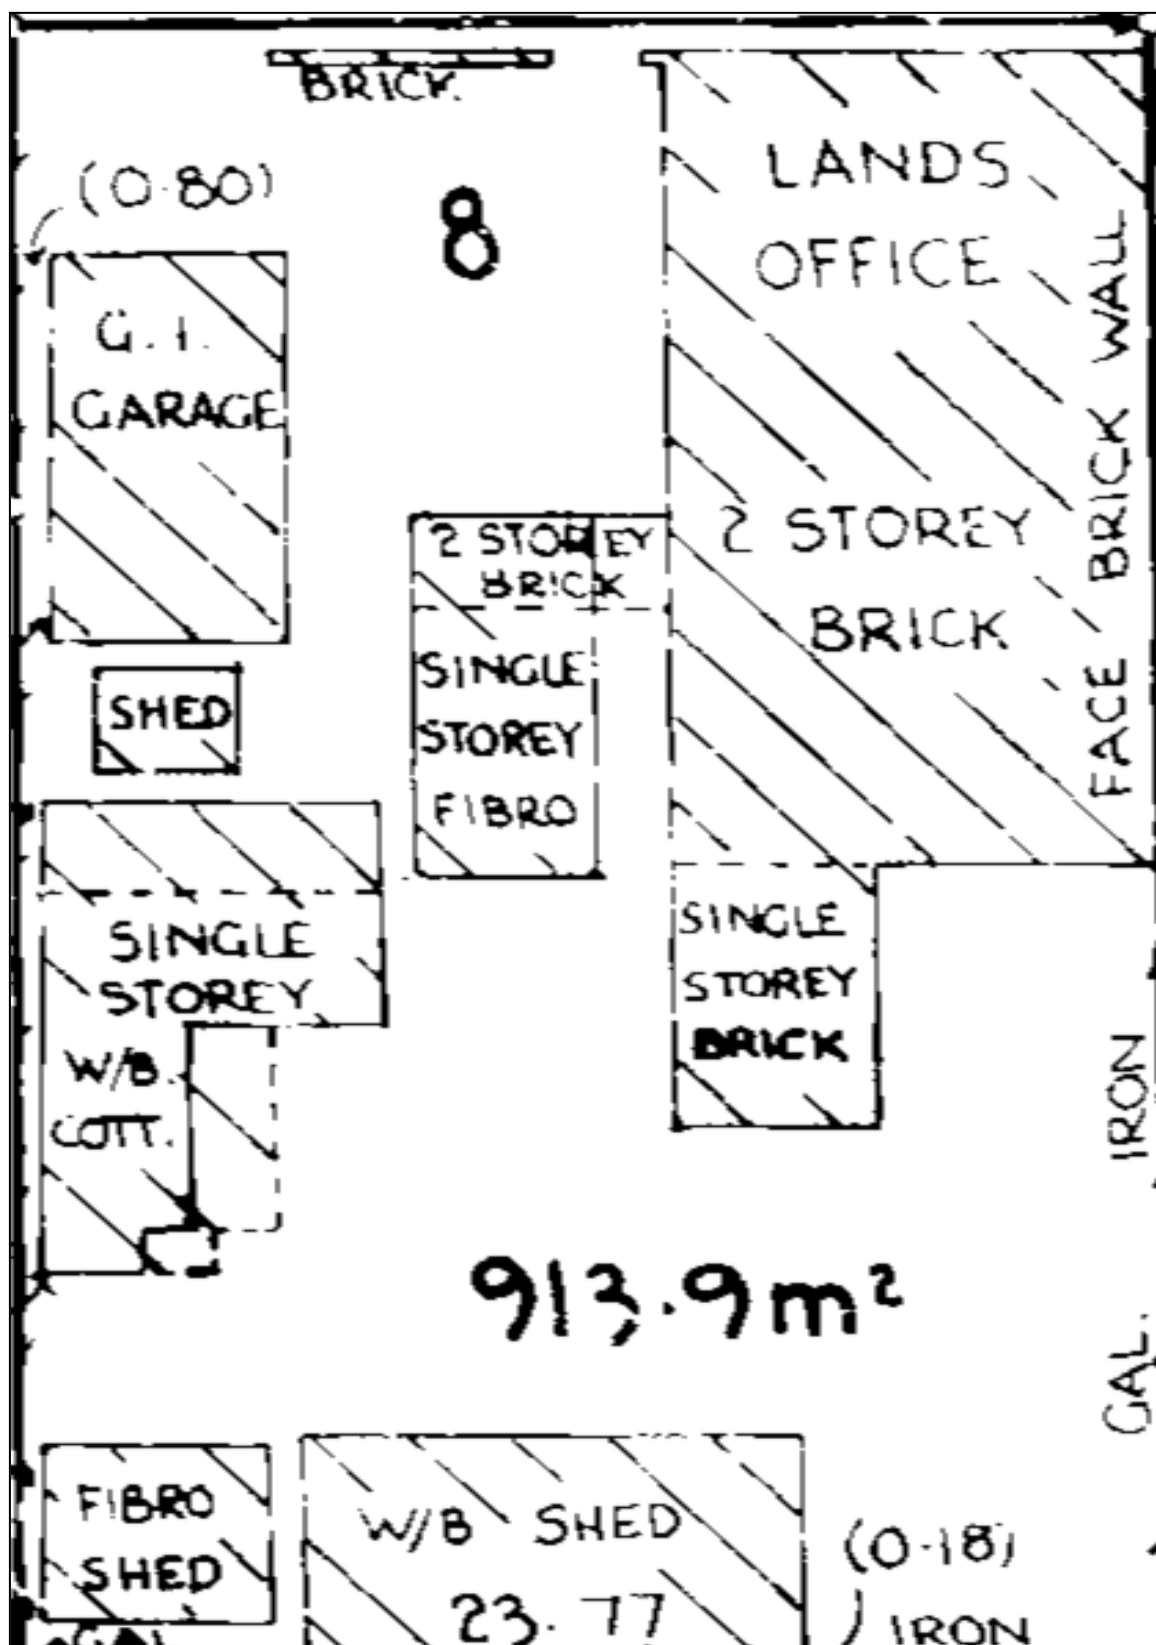 BRICK
(0.80)
8
LANDS
OFFICE
G.I.
GARAGE
FACE BRICK WALL
2 STOREY
BRICK
2 STOREY
BRICK
SINGLE
STOREY
FIBRO
SHED
SINGLE
STOREY
W/B.
COTT.
SINGLE
STOREY
BRICK
GAL. IRON
913.9m²
FIBRO
SHED
W/B SHED
23.77
(0.18)
IRON